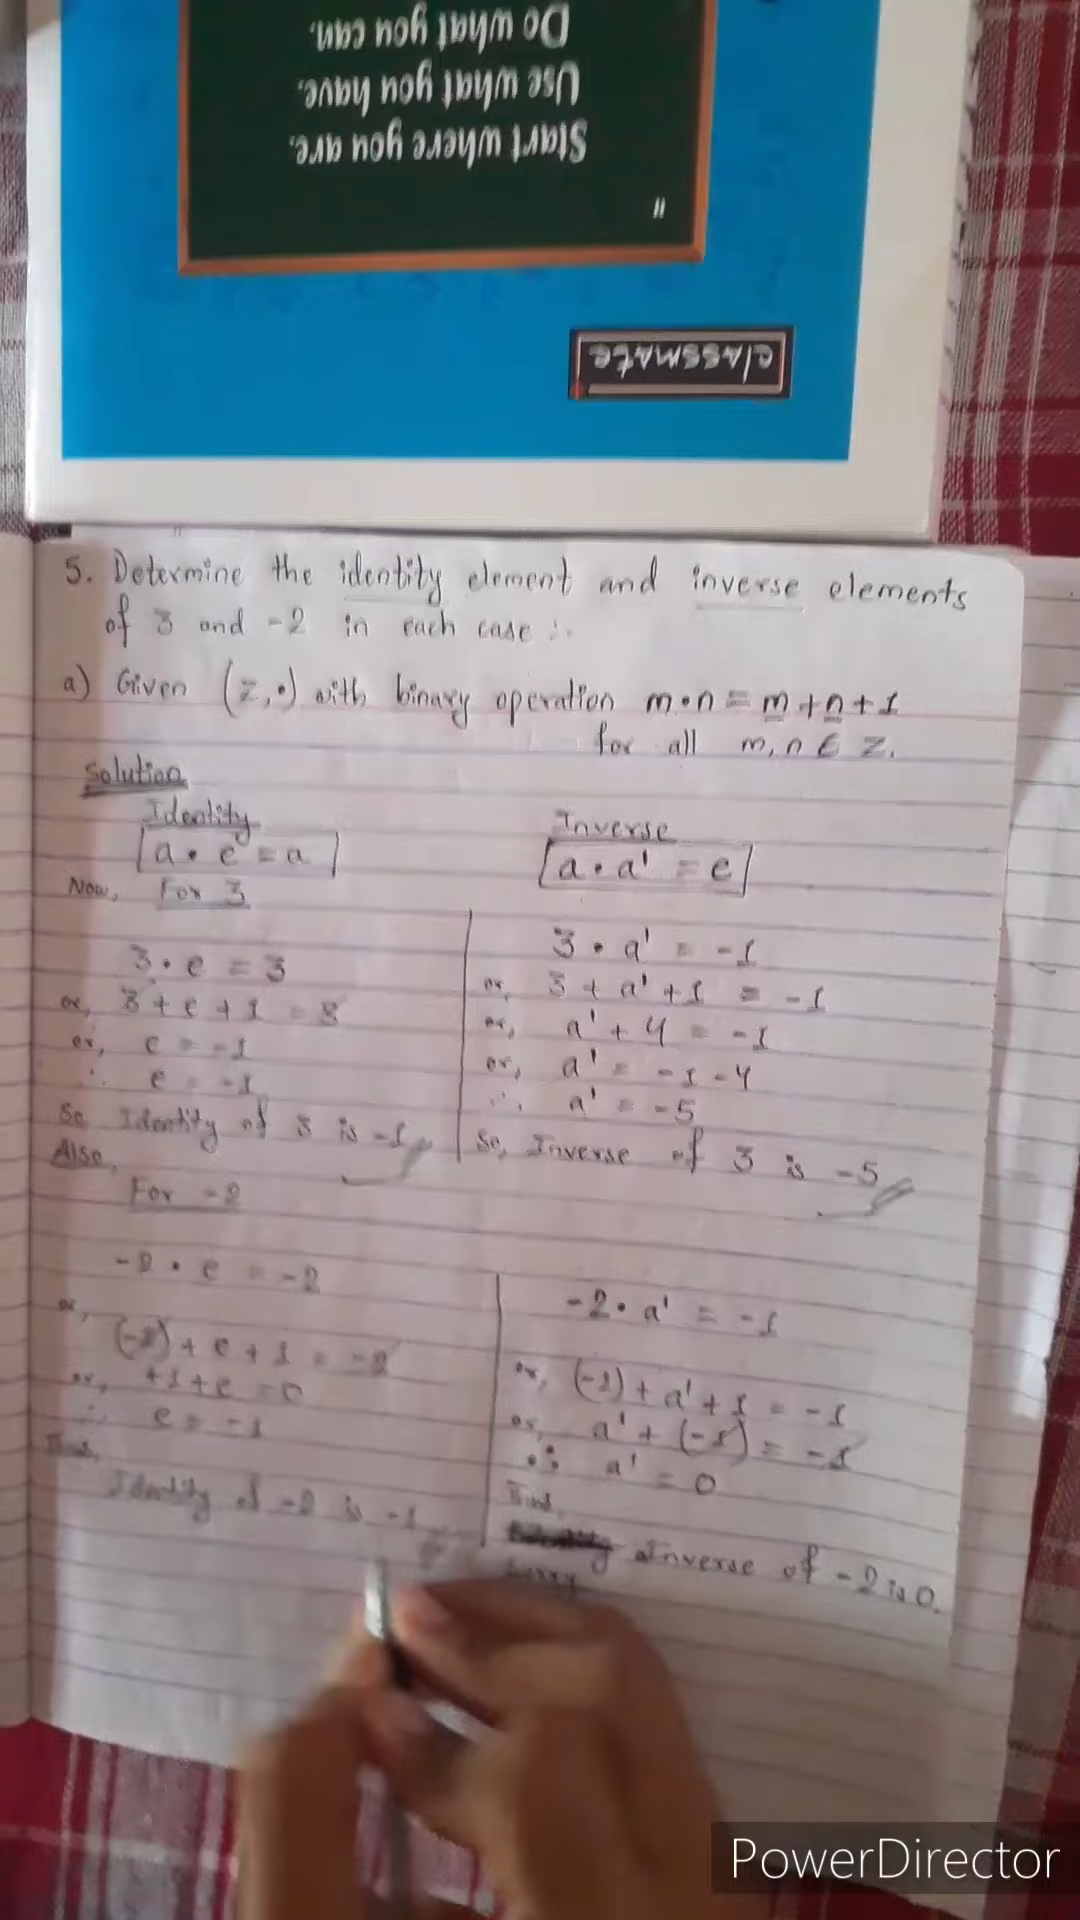 "
Start where you are.
Use what you have.
Do what you can.
classmate
5. Determine the identity element and inverse elements
of 3 and -2 in each case :-
a) Given (Z,•) with binary operation m•n = m+n+1
for all m,n ∈ Z.
Solution
Identity
a • e = a
Inverse
a • a' = e
Now, For 3
3 • e = 3
or, 3 + e + 1 = 3
or, e = -1
∴ e = -1
So Identity of 3 is -1
3 • a' = -1
or, 3 + a' + 1 = -1
or, a' + 4 = -1
or, a' = -1 -4
∴ a' = -5
So, Inverse of 3 is -5
Also,
For -2
-2 • e = -2
or,
(-2) + e + 1 = -2
or, +1 + e = 0
∴ e = -1
Thus,
Identity of -2 is -1
-2 • a' = -1
or, (-2) + a' + 1 = -1
or, a' + (-1) = -1
∴ a' = 0
Thus,
Inverse of -2 is 0.
sorry
PowerDirector